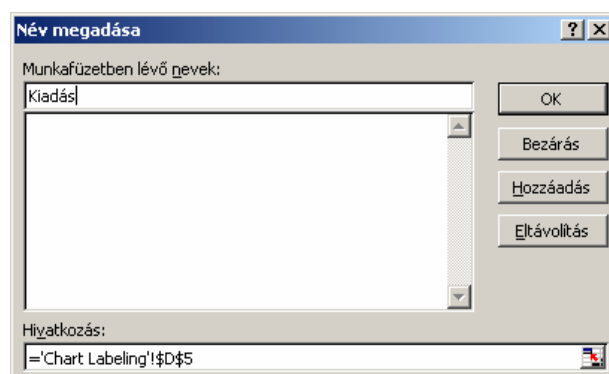 Név megadása
Munkafüzetben lévő nevek:
Kiadás
OK
Bezárás
Hozzáadás
Eltávolítás
Hivatkozás:
='Chart Labeling'!$D$5